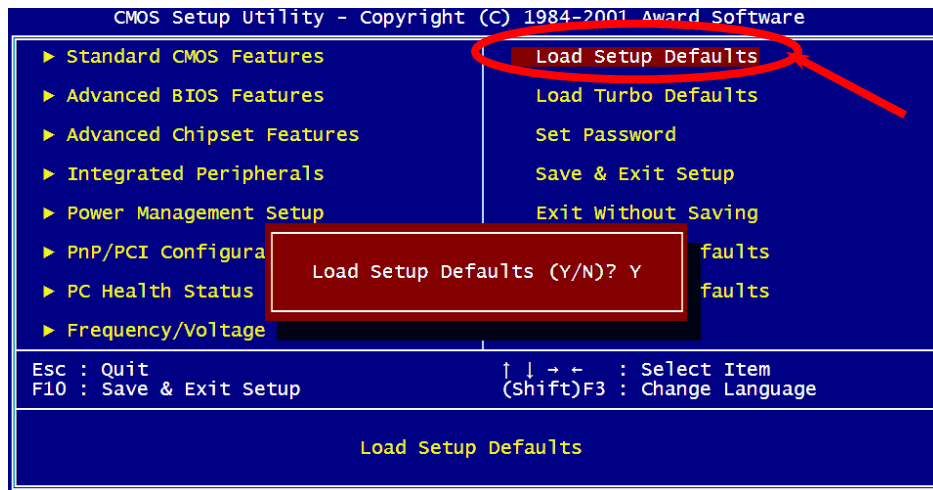 CMOS Setup Utility - Copyright (C) 1984-2001 Award Software
► Standard CMOS Features
► Advanced BIOS Features
► Advanced Chipset Features
► Integrated Peripherals
► Power Management Setup
► PnP/PCI Configura
► PC Health Status
► Frequency/Voltage
Load Setup Defaults
Load Turbo Defaults
Set Password
Save & Exit Setup
Exit Without Saving
faults
faults
Load Setup Defaults (Y/N)? Y
Esc : Quit
F10 : Save & Exit Setup
↑ ↓ → ← : Select Item
(Shift)F3 : Change Language
Load Setup Defaults